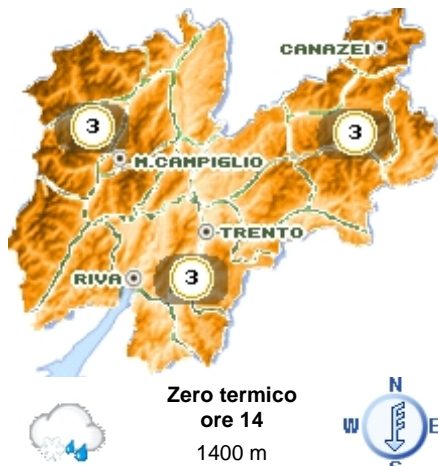 CANAZEI
3
3
M.CAMPIGLIO
TRENTO
RIVA
3
Zero termico
ore 14
1400 m
N
W E
S